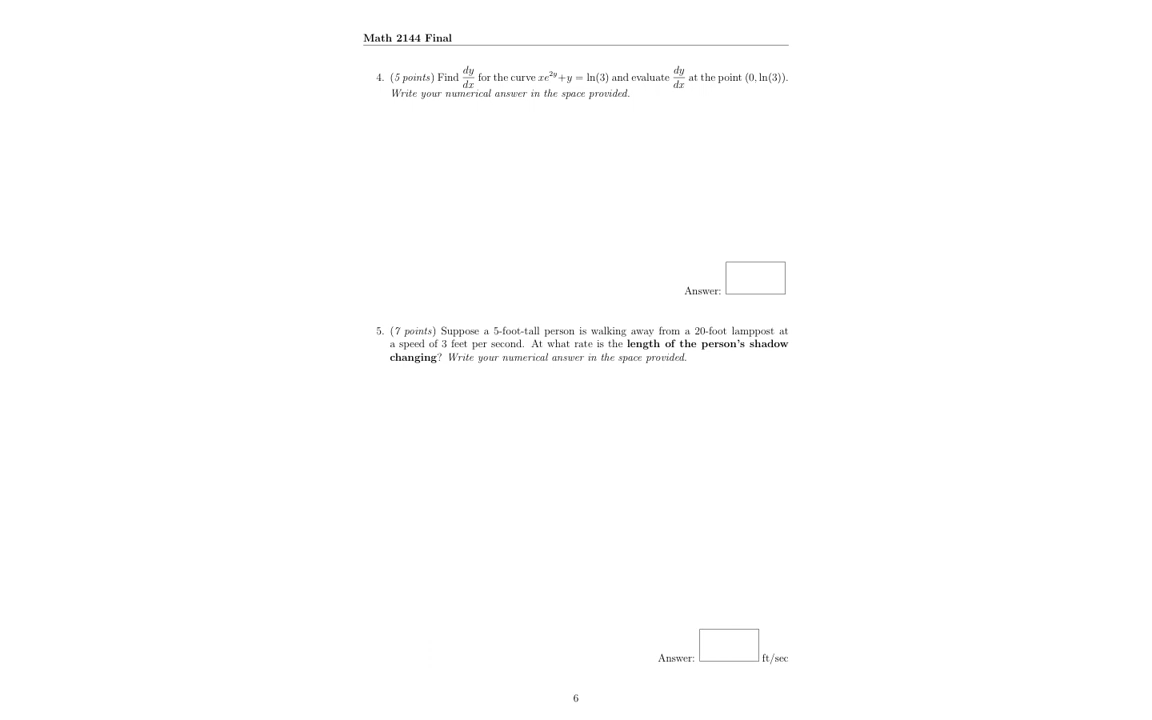 Math 2144 Final
4. (5 points) Find dy/dx for the curve xe^{2y}+y = ln(3) and evaluate dy/dx at the point (0, ln(3)).
Write your numerical answer in the space provided.
Answer:
5. (7 points) Suppose a 5-foot-tall person is walking away from a 20-foot lamppost at
a speed of 3 feet per second. At what rate is the length of the person's shadow
changing? Write your numerical answer in the space provided.
Answer: ft/sec
6